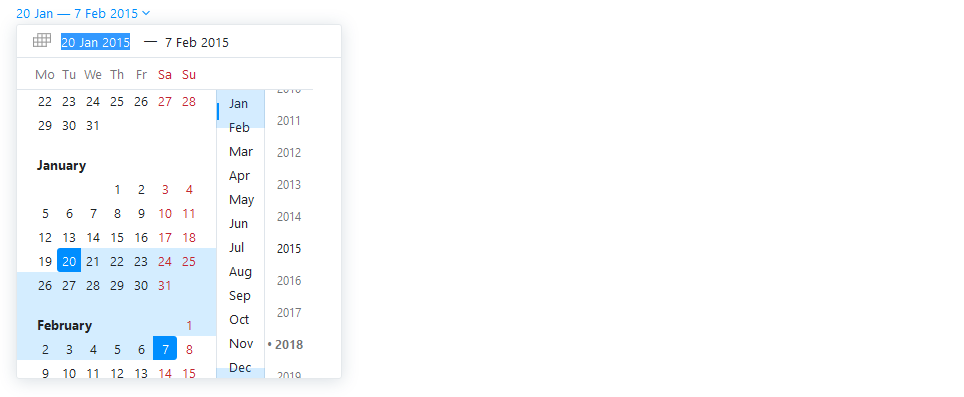 20 Jan — 7 Feb 2015
20 Jan 2015 — 7 Feb 2015
Mo Tu We Th Fr Sa Su
22 23 24 25 26 27 28
29 30 31
January
1 2 3 4
5 6 7 8 9 10 11
12 13 14 15 16 17 18
19 20 21 22 23 24 25
26 27 28 29 30 31
February 1
2 3 4 5 6 7 8
9 10 11 12 13 14 15
Jan
Feb
Mar
Apr
May
Jun
Jul
Aug
Sep
Oct
Nov
Dec
2010
2011
2012
2013
2014
2015
2016
2017
• 2018
2019